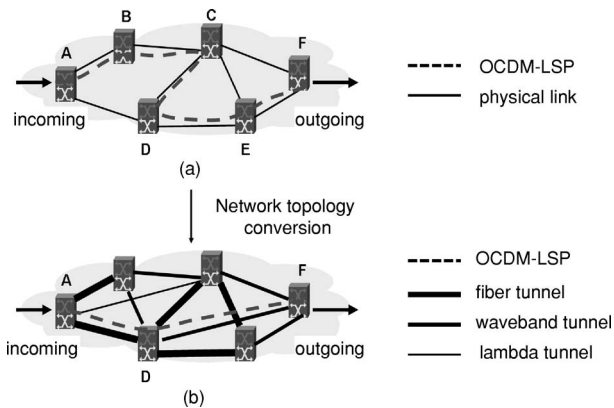 A
B
C
F
OCDM-LSP
physical link
incoming
outgoing
D
E
(a)
Network topology
conversion
A
F
OCDM-LSP
fiber tunnel
waveband tunnel
incoming
outgoing
lambda tunnel
D
(b)